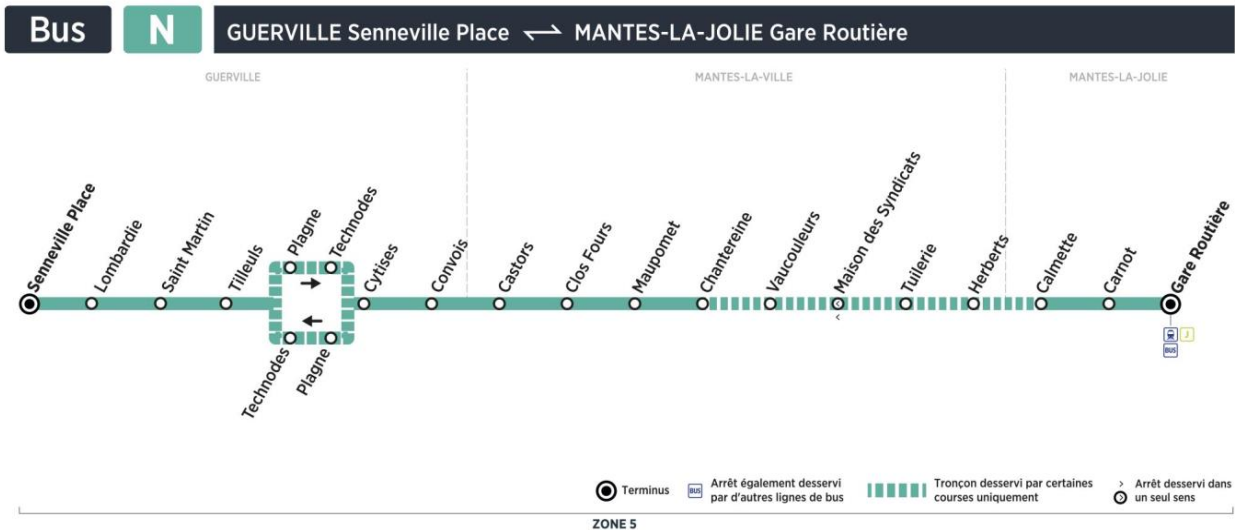 Bus N GUERVILLE Senneville Place MANTES-LA-JOLIE Gare Routière
GUERVILLE MANTES-LA-VILLE MANTES-LA-JOLIE
Senneville Place
Lombardie
Saint Martin
Tilleuls
Plagne
Technodes
Technodes
Plagne
Cytises
Convois
Castors
Clos Fours
Maupomet
Chantereine
Vaucouleurs
Maison des Syndicats
Tuilerie
Herberts
Calmette
Carnot
Gare Routière
J
BUS
Terminus
BUS Arrêt également desservi
par d'autres lignes de bus
Tronçon desservi par certaines
courses uniquement
Arrêt desservi dans
un seul sens
ZONE 5